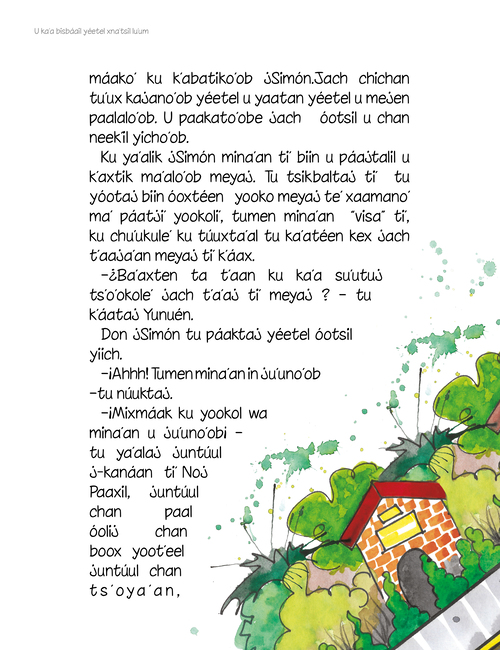 U ka'a bisbáail yéetel xna'tsil lu'um
máako' ku k'abatiko'ob jSimón.Jach chichan
tu'ux kajano'ob yéetel u yaatan yéetel u mejen
paalalo'ob. U paakato'obe jach óotsil u chan
neek'il yicho'ob.
Ku ya'alik jSimón mina'an ti' biin u páajtalil u
k'axtik ma'alo'ob meyaj. Tu tsikbaltaj ti' tu
yóotaj biin óoxtéen yooko meyaj te' xaamano'
ma' páatji' yookoli', tumen mina'an "visa" ti',
ku chu'ukule' ku túuxta'al tu ka'atéen kex jach
t'aaja'an meyaj ti' k'áax.
–¿Ba'axten ta t'aan ku ka'a su'utuj
ts'o'okole' jach t'a'aj ti' meyaj ? – tu
k'áataj Yunuén.
Don jSimón tu páaktaj yéetel óotsil
yiich.
–¡Ahhh! Tumen mina'an in ju'uno'ob
–tu núuktaj.
–¡Mixmáak ku yookol wa
mina'an u ju'uno'obi –
tu ya'alaj juntúul
j-kanáan ti' Noj
Paaxil, juntúul
chan paal
óolij chan
boox yoot'eel
juntúul chan
ts'oya'an,